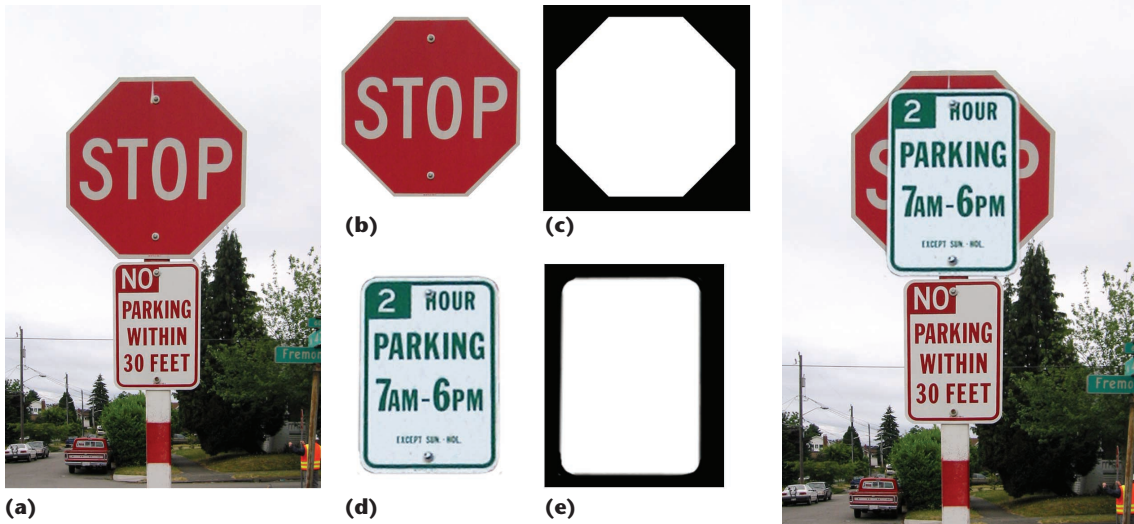 STOP
NO
PARKING
WITHIN
30 FEET
Fremon
(a)
STOP
(b)
(c)
2 HOUR
PARKING
7AM-6PM
EXCEPT SUN.-HOL.
(d)
(e)
2 HOUR
PARKING
7AM-6PM
EXCEPT SUN.-HOL.
S
P
NO
PARKING
WITHIN
30 FEET
Fremo